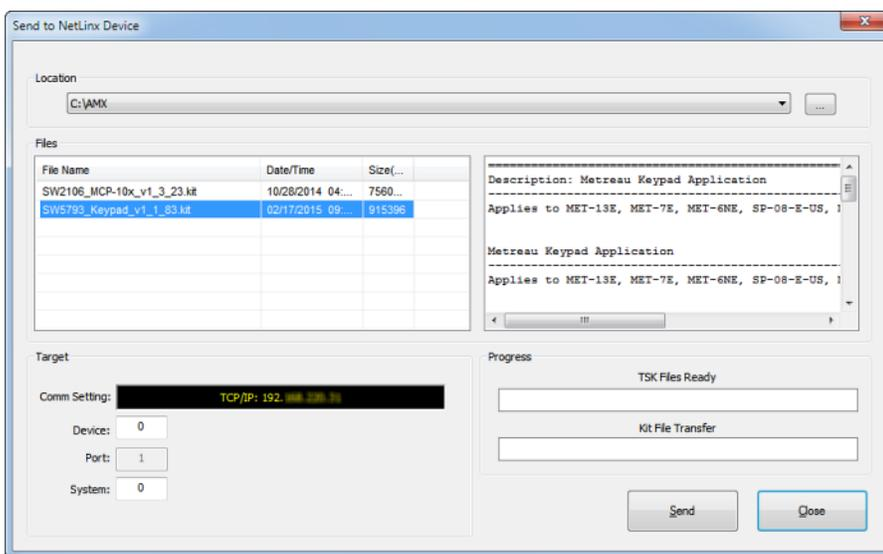 Send to NetLinx Device
Location
C:\AMX
...
Files
File Name Date/Time Size(...
SW2106_MCP-10x_v1_3_23.kit 10/28/2014 04:... 7560...
SW5793_Keypad_v1_1_83.kit 02/17/2015 09:... 915396
Description: Metreau Keypad Application
Applies to MET-13E, MET-7E, MET-6NE, SP-08-E-US,
Metreau Keypad Application
Applies to MET-13E, MET-7E, MET-6NE, SP-08-E-US,
Target
Comm Setting: TCP/IP: 192.
Device: 0
Port: 1
System: 0
Progress
TSK Files Ready
Kit File Transfer
Send
Close